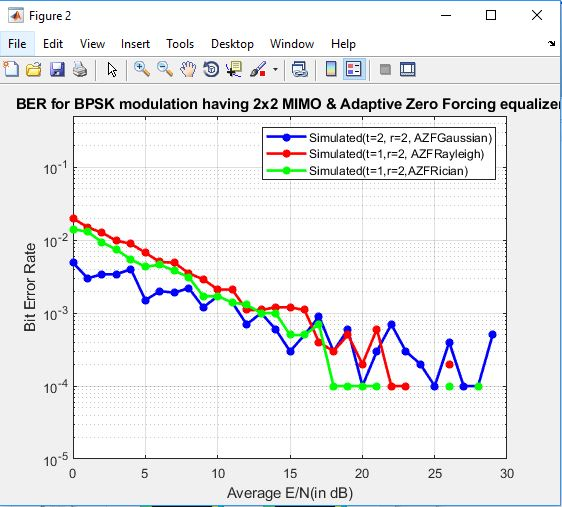 Figure 2
File Edit View Insert Tools Desktop Window Help
BER for BPSK modulation having 2x2 MIMO & Adaptive Zero Forcing equalizer
Simulated(t=2, r=2, AZFGaussian)
Simulated(t=1,r=2, AZFRayleigh)
Simulated(t=1,r=2,AZFRician)
Bit Error Rate
10^-1
10^-2
10^-3
10^-4
10^-5
0 5 10 15 20 25 30
Average E/N(in dB)